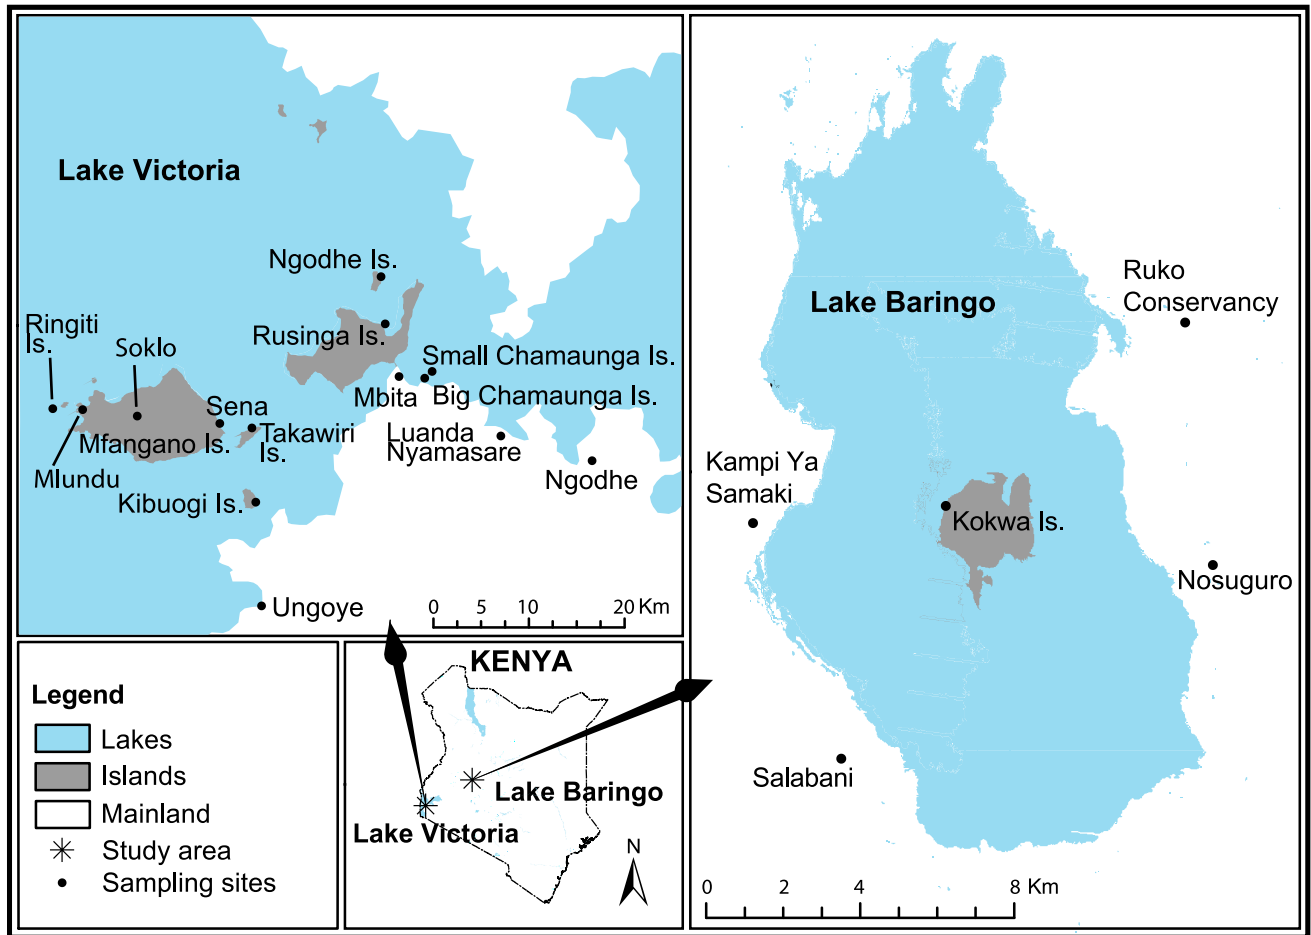 Lake Victoria
Ngodhe Is.
Ringiti
Is.
Soklo
Rusinga Is.
Small Chamaunga Is.
Mbita
Big Chamaunga Is.
Sena
Mfangano Is.
Takawiri
Is.
Luanda
Nyamasare
Mlundu
Ngodhe
Kibuogi Is.
Ungoye
0 5 10 20 Km
Lake Baringo
Ruko
Conservancy
Kampi Ya
Samaki
Kokwa Is.
Nosuguro
Salabani
0 2 4 8 Km
Legend
Lakes
Islands
Mainland
Study area
Sampling sites
KENYA
Lake Baringo
Lake Victoria
N